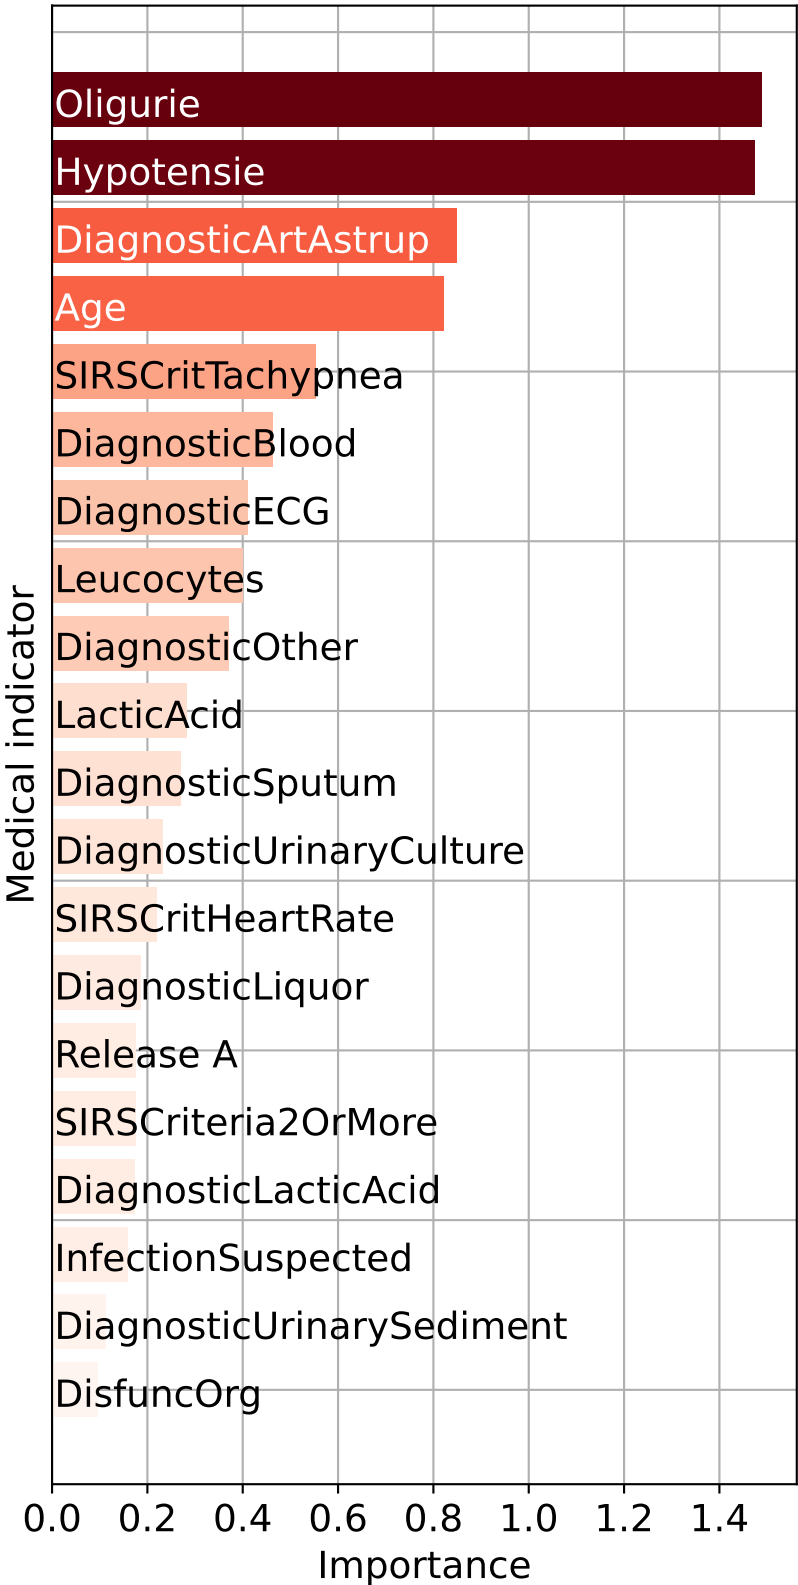 Oligurie
Hypotensie
DiagnosticArtAstrup
Age
SIRSCritTachypnea
DiagnosticBlood
DiagnosticECG
Leucocytes
DiagnosticOther
LacticAcid
DiagnosticSputum
DiagnosticUrinaryCulture
SIRSCritHeartRate
DiagnosticLiquor
Release A
SIRSCriteria2OrMore
DiagnosticLacticAcid
InfectionSuspected
DiagnosticUrinarySediment
DisfuncOrg
Medical indicator
0.0 0.2 0.4 0.6 0.8 1.0 1.2 1.4
Importance